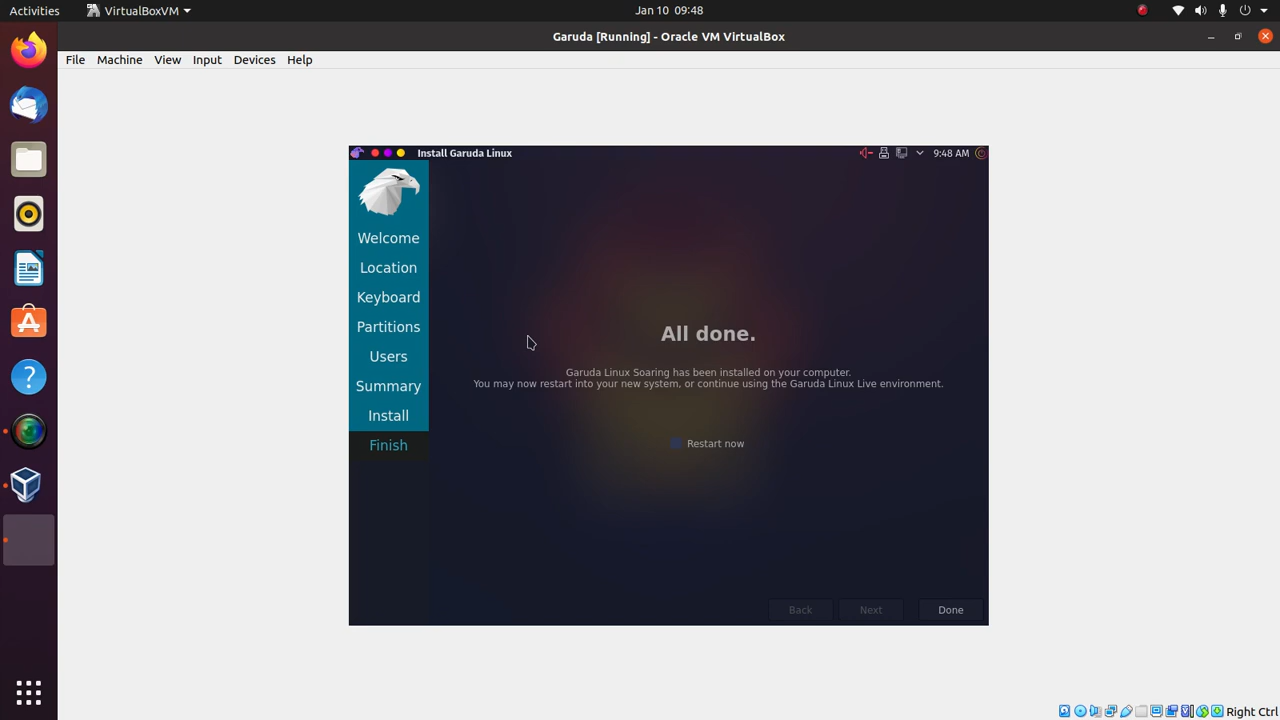 Activities
VirtualBoxVM
Jan 10 09:48
Garuda [Running] - Oracle VM VirtualBox
File Machine View Input Devices Help
Install Garuda Linux
9:48 AM
Welcome
Location
Keyboard
Partitions
Users
Summary
Install
Finish
All done.
Garuda Linux Soaring has been installed on your computer.
You may now restart into your new system, or continue using the Garuda Linux Live environment.
Restart now
Back
Next
Done
Right Ctrl